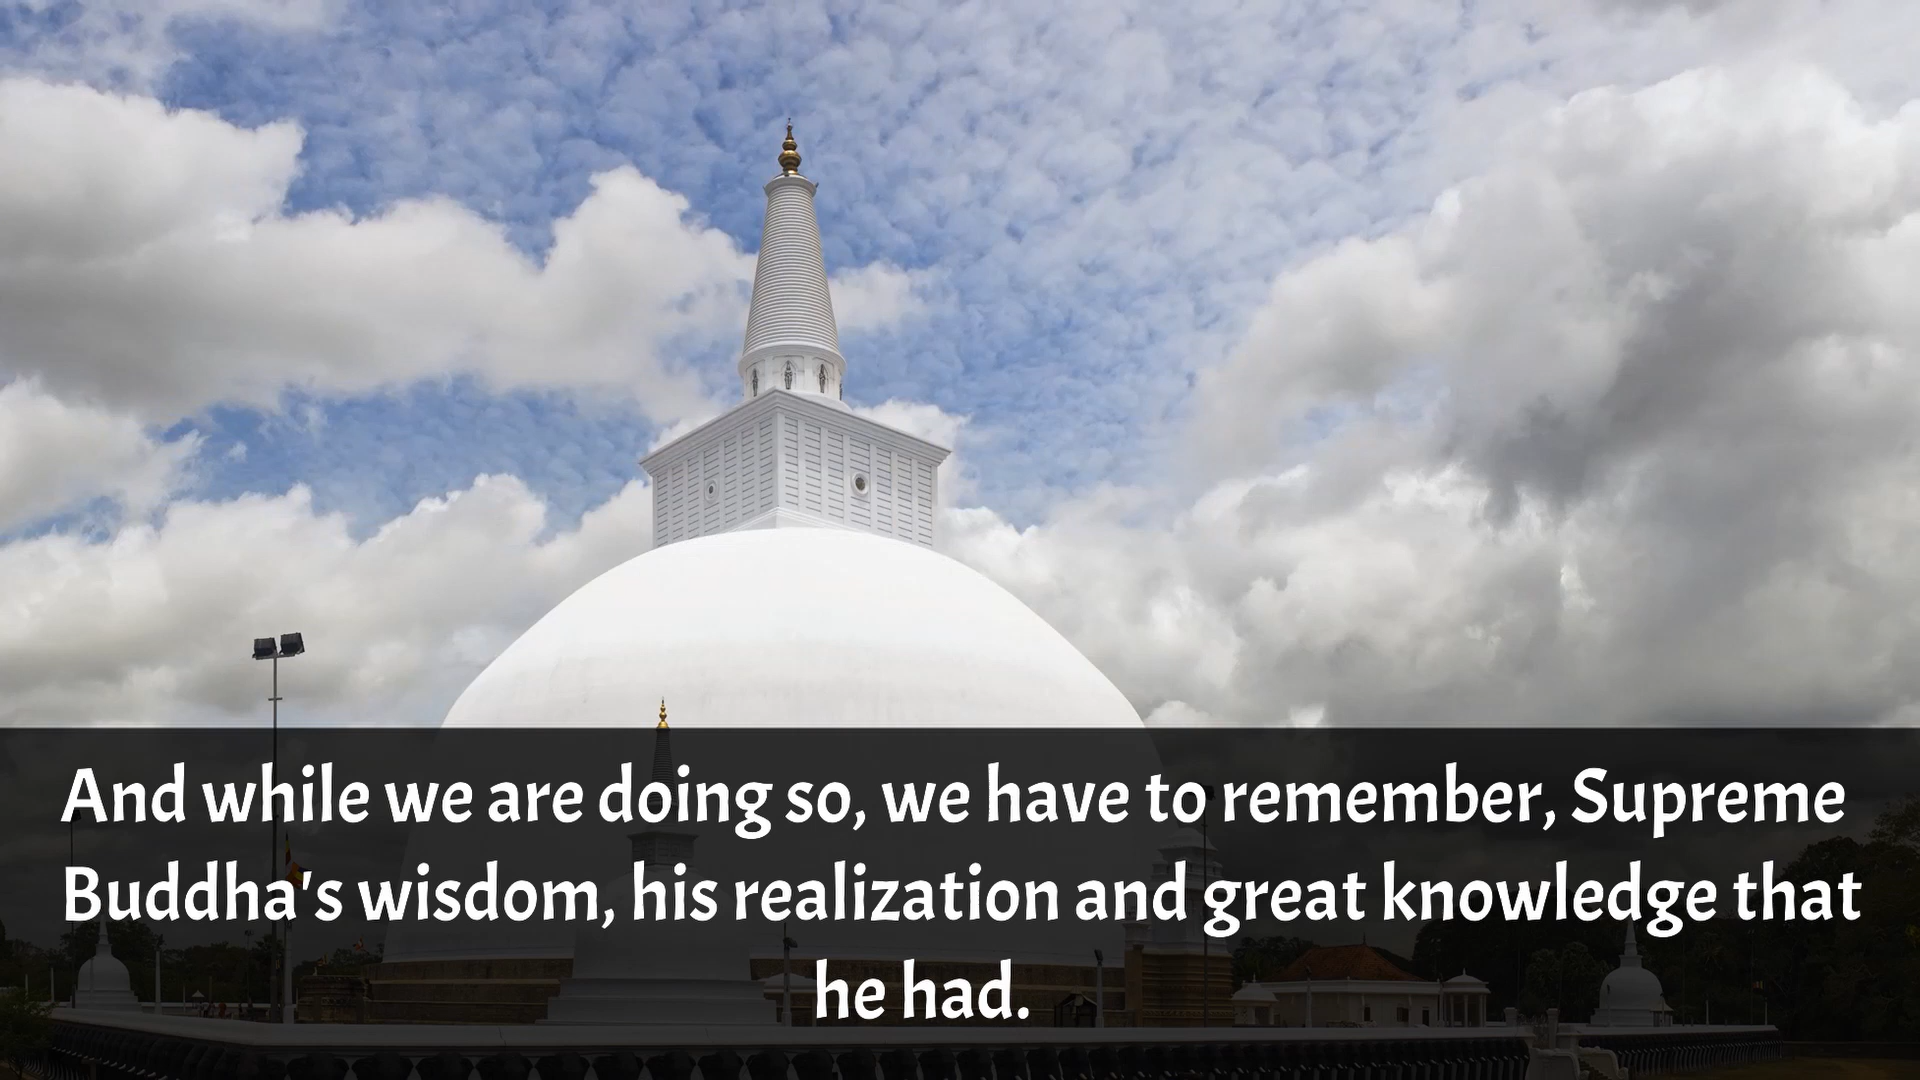 And while we are doing so, we have to remember, Supreme
Buddha's wisdom, his realization and great knowledge that
he had.